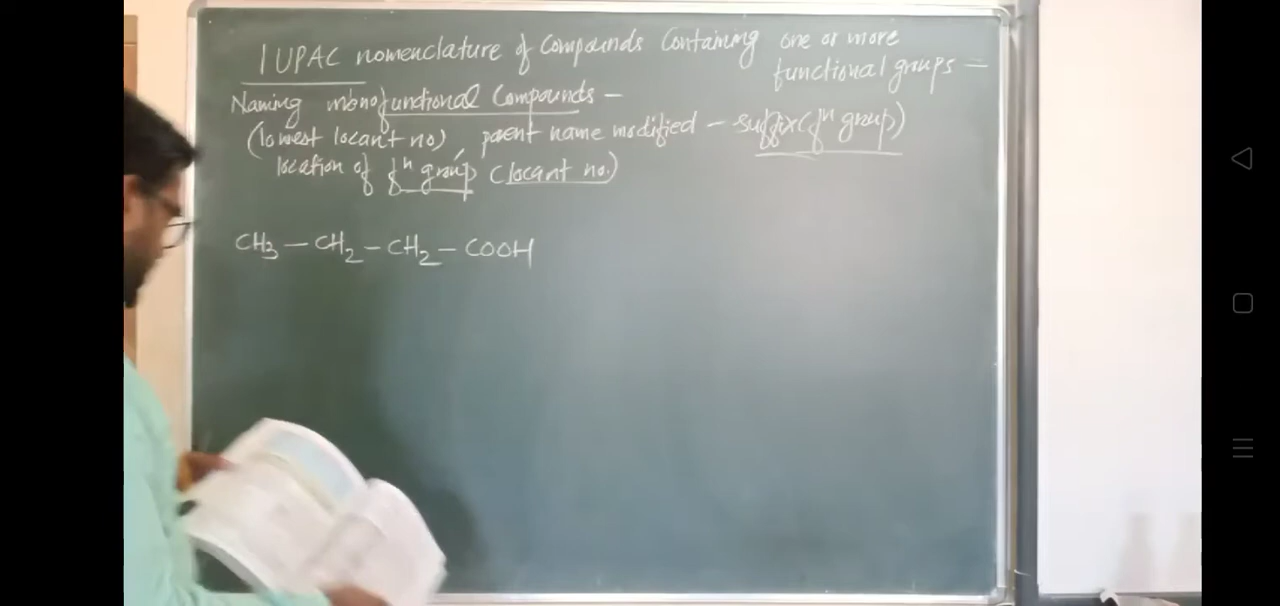 IUPAC nomenclature of Compounds Containing one or more
functional groups —
Naming monofunctional Compounds —
(lowest locant no), parent name modified — suffix (fⁿ group)
location of fⁿ group (locant no.)
CH3 — CH2 — CH2 — COOH